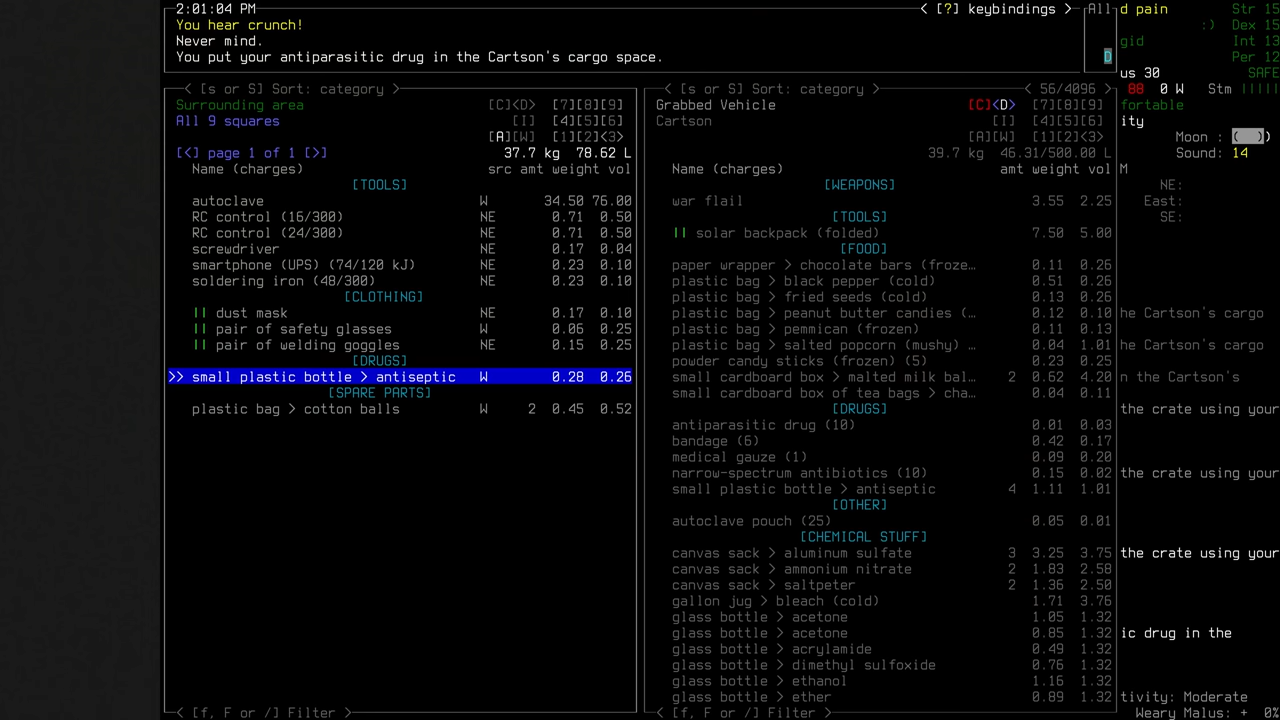 2:01:04 PM
< [?] keybindings >
All
You hear crunch!
Never mind.
You put your antiparasitic drug in the Cartson's cargo space.
D
< [s or S] Sort: category >
Surrounding area
[C]<D> [7][8][9]
All 9 squares
[I] [4][5][6]
[A][W] [1][2]<3>
[<] page 1 of 1 [>]
37.7 kg 78.62 L
Name (charges) src amt weight vol
[TOOLS]
autoclave W 34.50 76.00
RC control (16/300) NE 0.71 0.50
RC control (24/300) NE 0.71 0.50
screwdriver NE 0.17 0.04
smartphone (UPS) (74/120 kJ) NE 0.23 0.10
soldering iron (48/300) NE 0.23 0.10
[CLOTHING]
|| dust mask NE 0.17 0.10
|| pair of safety glasses W 0.06 0.25
|| pair of welding goggles NE 0.15 0.25
[DRUGS]
>> small plastic bottle > antiseptic W 0.28 0.26
[SPARE PARTS]
plastic bag > cotton balls W 2 0.45 0.52
< [f, F or /] Filter >
< [s or S] Sort: category >
< 56/4096 >
Grabbed Vehicle
[C]<D> [7][8][9]
Cartson
[I] [4][5][6]
[A][W] [1][2]<3>
39.7 kg 46.31/500.00 L
Name (charges) amt weight vol
[WEAPONS]
war flail 3.55 2.25
[TOOLS]
|| solar backpack (folded) 7.50 5.00
[FOOD]
paper wrapper > chocolate bars (froze… 0.11 0.26
plastic bag > black pepper (cold) 0.51 0.26
plastic bag > fried seeds (cold) 0.13 0.26
plastic bag > peanut butter candies (… 0.12 0.10
plastic bag > pemmican (frozen) 0.11 0.13
plastic bag > salted popcorn (mushy) … 0.04 1.01
powder candy sticks (frozen) (5) 0.23 0.25
small cardboard box > malted milk bal… 2 0.62 4.20
small cardboard box of tea bags > cha… 0.04 0.11
[DRUGS]
antiparasitic drug (10) 0.01 0.03
bandage (6) 0.42 0.17
medical gauze (1) 0.09 0.20
narrow-spectrum antibiotics (10) 0.15 0.02
small plastic bottle > antiseptic 4 1.11 1.01
[OTHER]
autoclave pouch (25) 0.05 0.01
[CHEMICAL STUFF]
canvas sack > aluminum sulfate 3 3.25 3.75
canvas sack > ammonium nitrate 2 1.83 2.58
canvas sack > saltpeter 2 1.36 2.50
gallon jug > bleach (cold) 1.71 3.76
glass bottle > acetone 1.05 1.32
glass bottle > acetone 0.85 1.32
glass bottle > acrylamide 0.49 1.32
glass bottle > dimethyl sulfoxide 0.76 1.32
glass bottle > ethanol 1.16 1.32
glass bottle > ether 0.89 1.32
< [f, F or /] Filter >
d pain Str 15
:) Dex 15
gid Int 13
Per 12
us 30 SAFE
88 0 W Stm |||||
fortable
ity
Moon : ( )
Sound: 14
M
NE:
East:
SE:
he Cartson's cargo
he Cartson's cargo
n the Cartson's
the crate using your
the crate using your
the crate using your
ic drug in the
tivity: Moderate
Weary Malus: + 0%